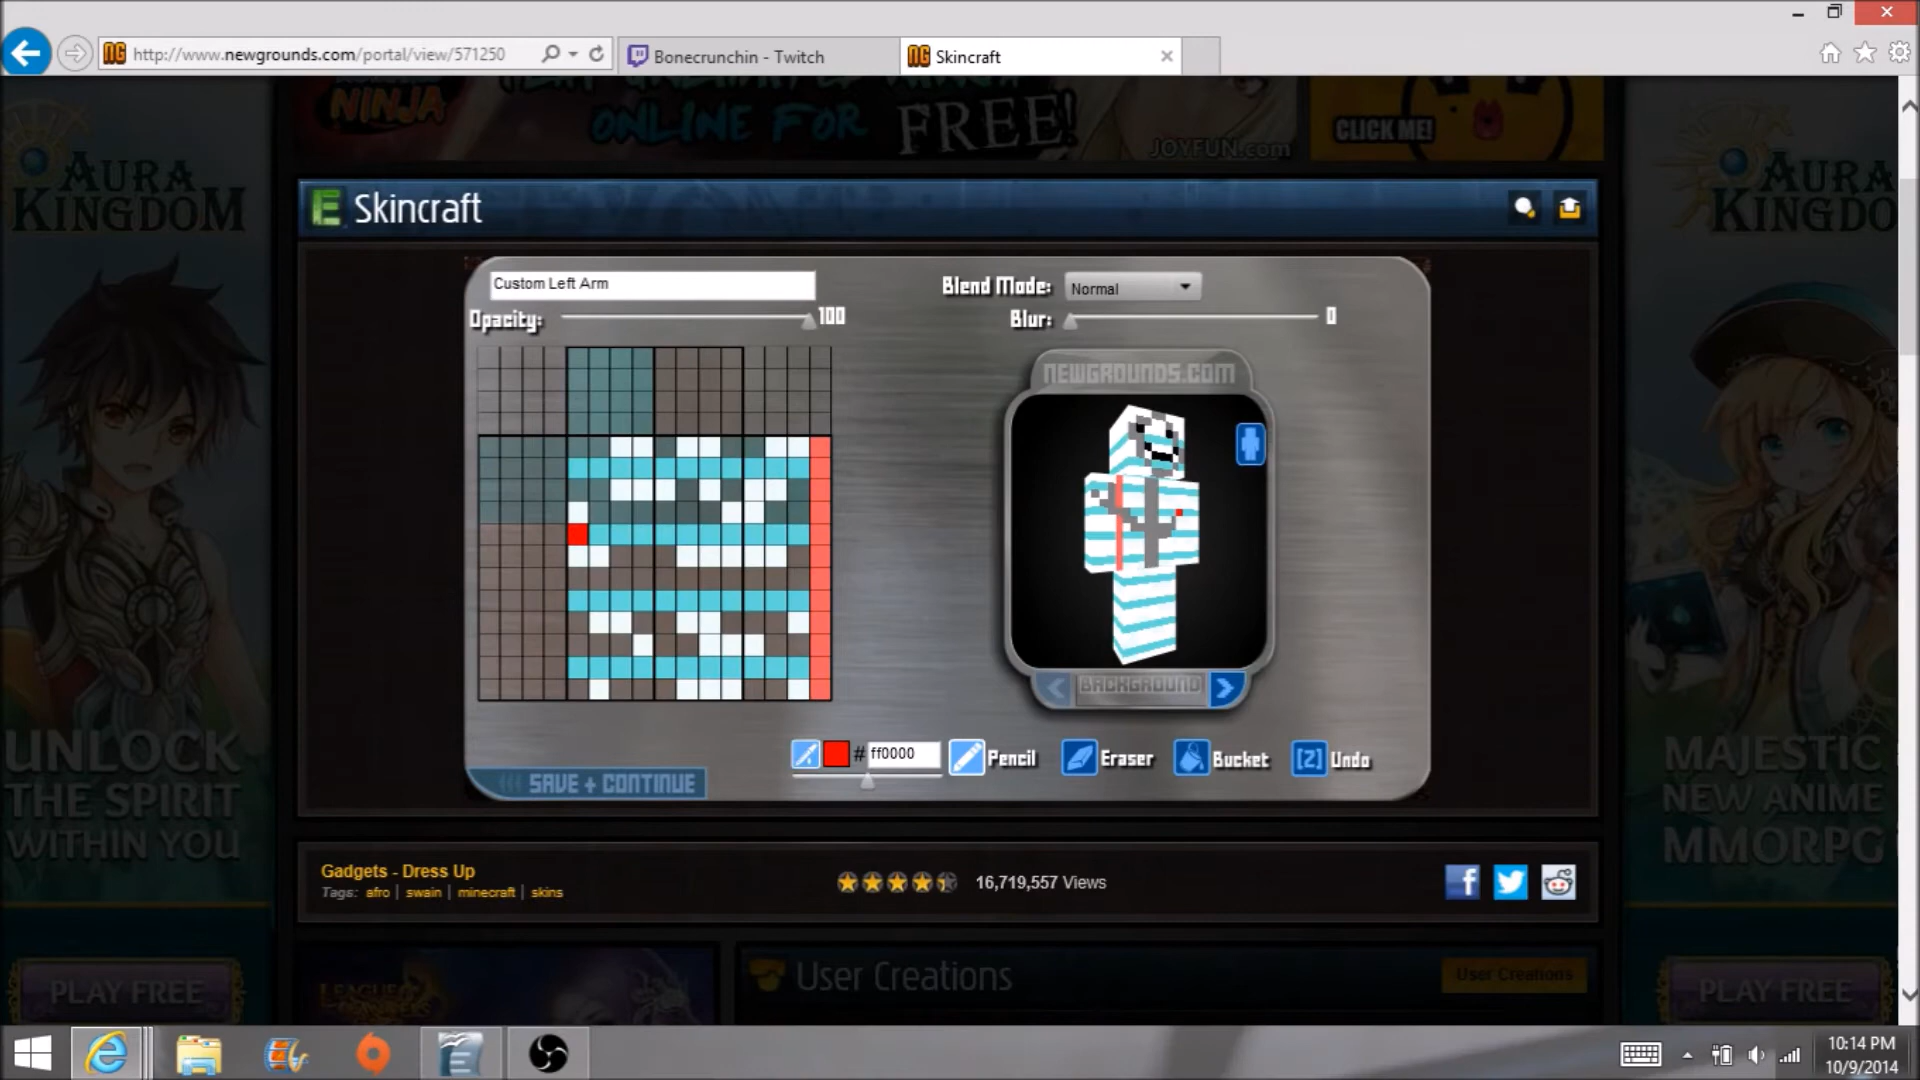 http://www.newgrounds.com/portal/view/571250
Bonecrunchin - Twitch
Skincraft
NINJA
ONLINE FOR FREE!
JOYFUN.com
CLICK ME!
AURA
KINGDOM
AURA
KINGDO
Skincraft
Custom Left Arm
Blend Mode:
Normal
Opacity:
100
Blur:
0
NEWGROUNDS.COM
BACKGROUND
# ff0000
Pencil
Eraser
Bucket
[Z] Undo
SAVE + CONTINUE
UNLOCK
THE SPIRIT
WITHIN YOU
MAJESTIC
NEW ANIME
MMORPG
Gadgets - Dress Up
Tags: afro | swain | minecraft | skins
16,719,557 Views
User Creations
User Creations
PLAY FREE
PLAY FREE
10:14 PM
10/9/2014